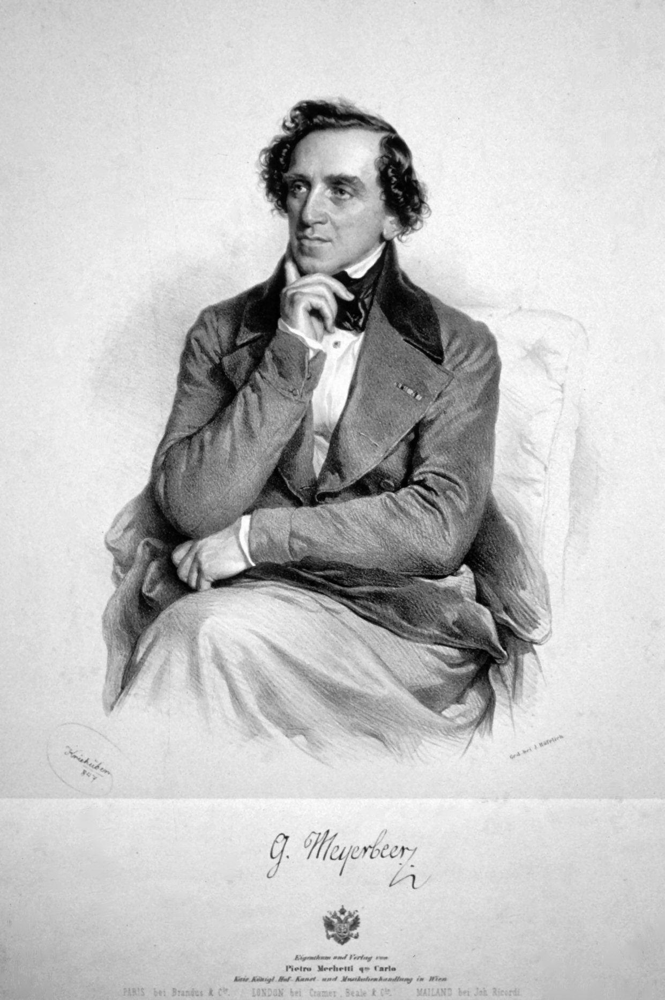 Kriehuber
847
Ged. bei J. Höfelich
G. Meyerbeer
Eigenthum und Verlag von
Pietro Mechetti qm Carlo
Kais. Königl. Hof- Kunst- und Musikalienhandlung in Wien
PARIS bei Brandus & Cie. LONDON bei Cramer, Beale & Cie. MAILAND bei Joh. Ricordi.